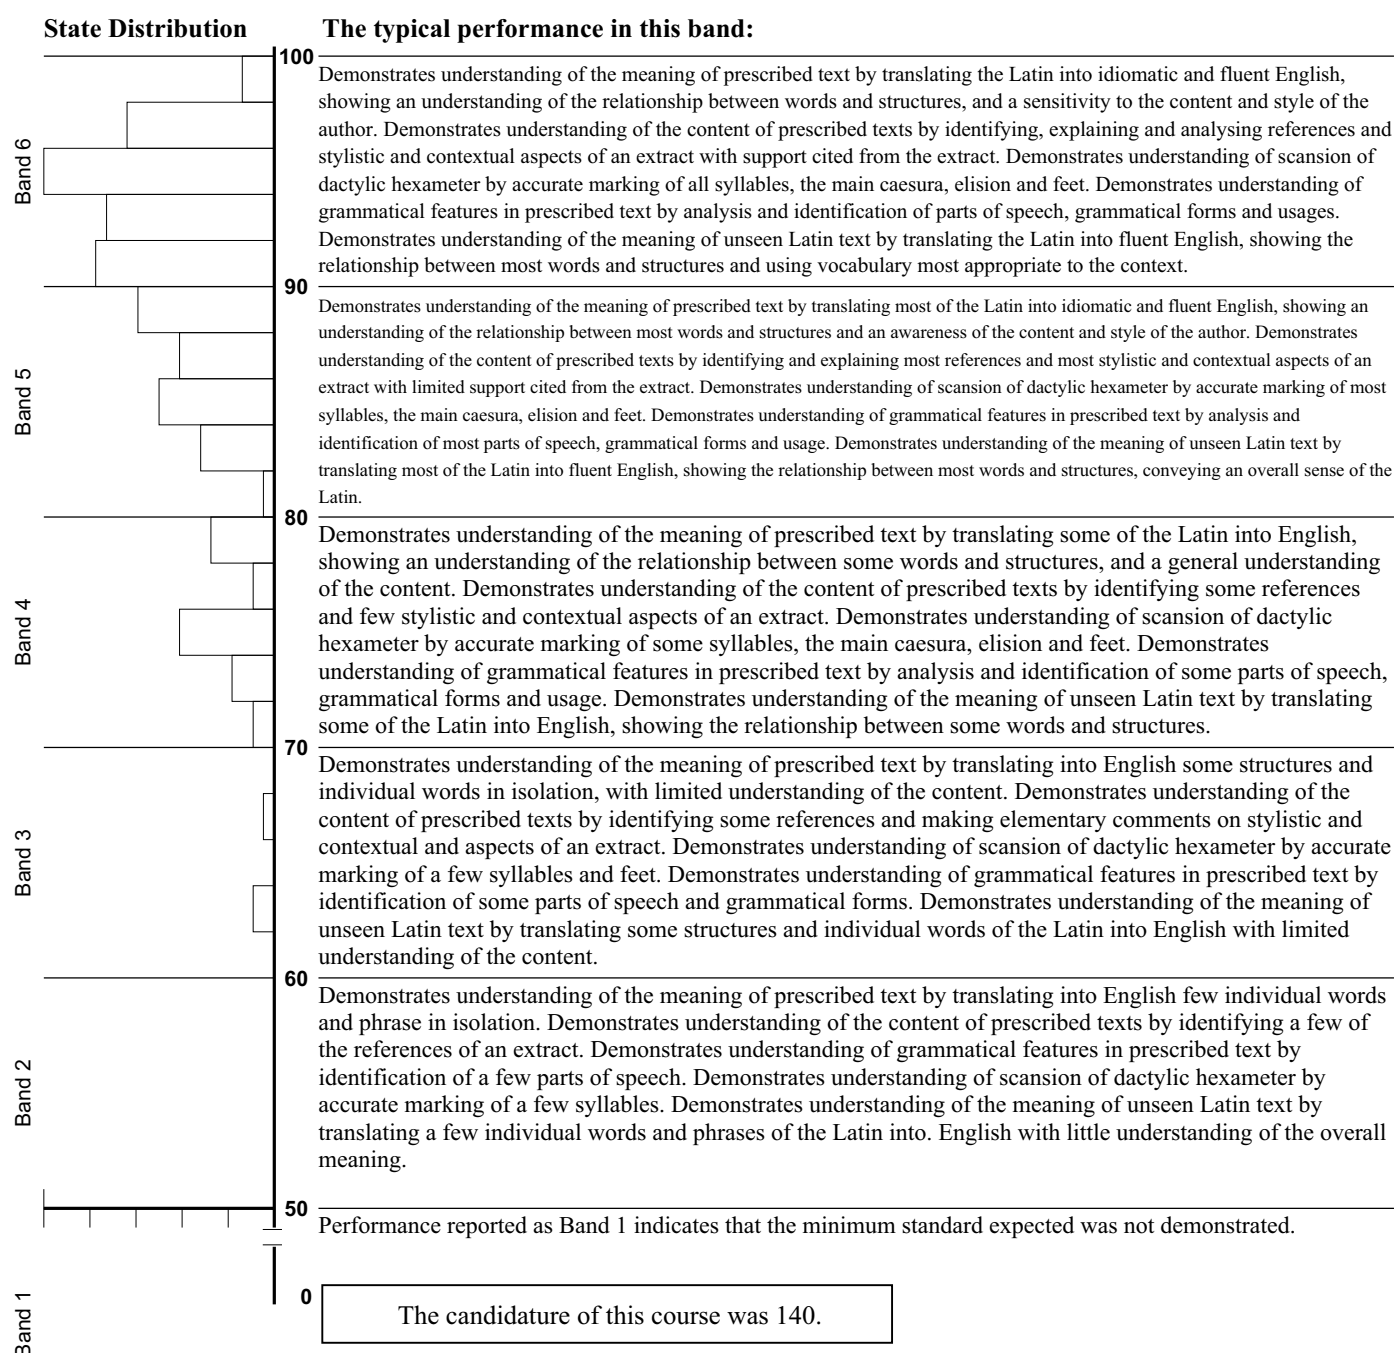 State Distribution
The typical performance in this band:
100
Band 6
Demonstrates understanding of the meaning of prescribed text by translating the Latin into idiomatic and fluent English,
showing an understanding of the relationship between words and structures, and a sensitivity to the content and style of the
author. Demonstrates understanding of the content of prescribed texts by identifying, explaining and analysing references and
stylistic and contextual aspects of an extract with support cited from the extract. Demonstrates understanding of scansion of
dactylic hexameter by accurate marking of all syllables, the main caesura, elision and feet. Demonstrates understanding of
grammatical features in prescribed text by analysis and identification of parts of speech, grammatical forms and usages.
Demonstrates understanding of the meaning of unseen Latin text by translating the Latin into fluent English, showing the
relationship between most words and structures and using vocabulary most appropriate to the context.
90
Band 5
Demonstrates understanding of the meaning of prescribed text by translating most of the Latin into idiomatic and fluent English, showing an
understanding of the relationship between most words and structures and an awareness of the content and style of the author. Demonstrates
understanding of the content of prescribed texts by identifying and explaining most references and most stylistic and contextual aspects of an
extract with limited support cited from the extract. Demonstrates understanding of scansion of dactylic hexameter by accurate marking of most
syllables, the main caesura, elision and feet. Demonstrates understanding of grammatical features in prescribed text by analysis and
identification of most parts of speech, grammatical forms and usage. Demonstrates understanding of the meaning of unseen Latin text by
translating most of the Latin into fluent English, showing the relationship between most words and structures, conveying an overall sense of the
Latin.
80
Band 4
Demonstrates understanding of the meaning of prescribed text by translating some of the Latin into English,
showing an understanding of the relationship between some words and structures, and a general understanding
of the content. Demonstrates understanding of the content of prescribed texts by identifying some references
and few stylistic and contextual aspects of an extract. Demonstrates understanding of scansion of dactylic
hexameter by accurate marking of some syllables, the main caesura, elision and feet. Demonstrates
understanding of grammatical features in prescribed text by analysis and identification of some parts of speech,
grammatical forms and usage. Demonstrates understanding of the meaning of unseen Latin text by translating
some of the Latin into English, showing the relationship between some words and structures.
70
Band 3
Demonstrates understanding of the meaning of prescribed text by translating into English some structures and
individual words in isolation, with limited understanding of the content. Demonstrates understanding of the
content of prescribed texts by identifying some references and making elementary comments on stylistic and
contextual and aspects of an extract. Demonstrates understanding of scansion of dactylic hexameter by accurate
marking of a few syllables and feet. Demonstrates understanding of grammatical features in prescribed text by
identification of some parts of speech and grammatical forms. Demonstrates understanding of the meaning of
unseen Latin text by translating some structures and individual words of the Latin into English with limited
understanding of the content.
60
Band 2
Demonstrates understanding of the meaning of prescribed text by translating into English few individual words
and phrase in isolation. Demonstrates understanding of the content of prescribed texts by identifying a few of
the references of an extract. Demonstrates understanding of grammatical features in prescribed text by
identification of a few parts of speech. Demonstrates understanding of scansion of dactylic hexameter by
accurate marking of a few syllables. Demonstrates understanding of the meaning of unseen Latin text by
translating a few individual words and phrases of the Latin into. English with little understanding of the overall
meaning.
50
Performance reported as Band 1 indicates that the minimum standard expected was not demonstrated.
0
Band 1
The candidature of this course was 140.